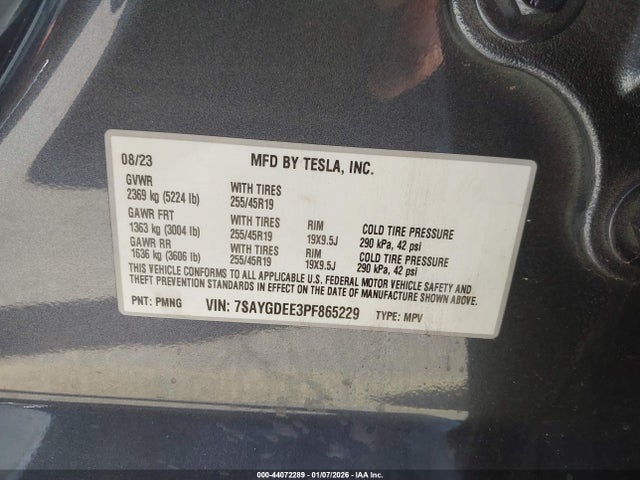 08/23 MFD BY TESLA, INC.
GVWR WITH TIRES
2369 kg (5224 lb) 255/45R19
GAWR FRT WITH TIRES RIM COLD TIRE PRESSURE
1363 kg (3004 lb) 255/45R19 19X9.5J 290 kPa, 42 psi
GAWR RR WITH TIRES RIM COLD TIRE PRESSURE
1636 kg (3606 lb) 255/45R19 19X9.5J 290 kPa, 42 psi
THIS VEHICLE CONFORMS TO ALL APPLICABLE U.S. FEDERAL MOTOR VEHICLE SAFETY AND
THEFT PREVENTION STANDARDS IN EFFECT ON THE DATE OF MANUFACTURE SHOWN ABOVE.
PNT: PMNG VIN: 7SAYGDEE3PF865229 TYPE: MPV
000-44072289 - 01/07/2026 - © IAA Inc.